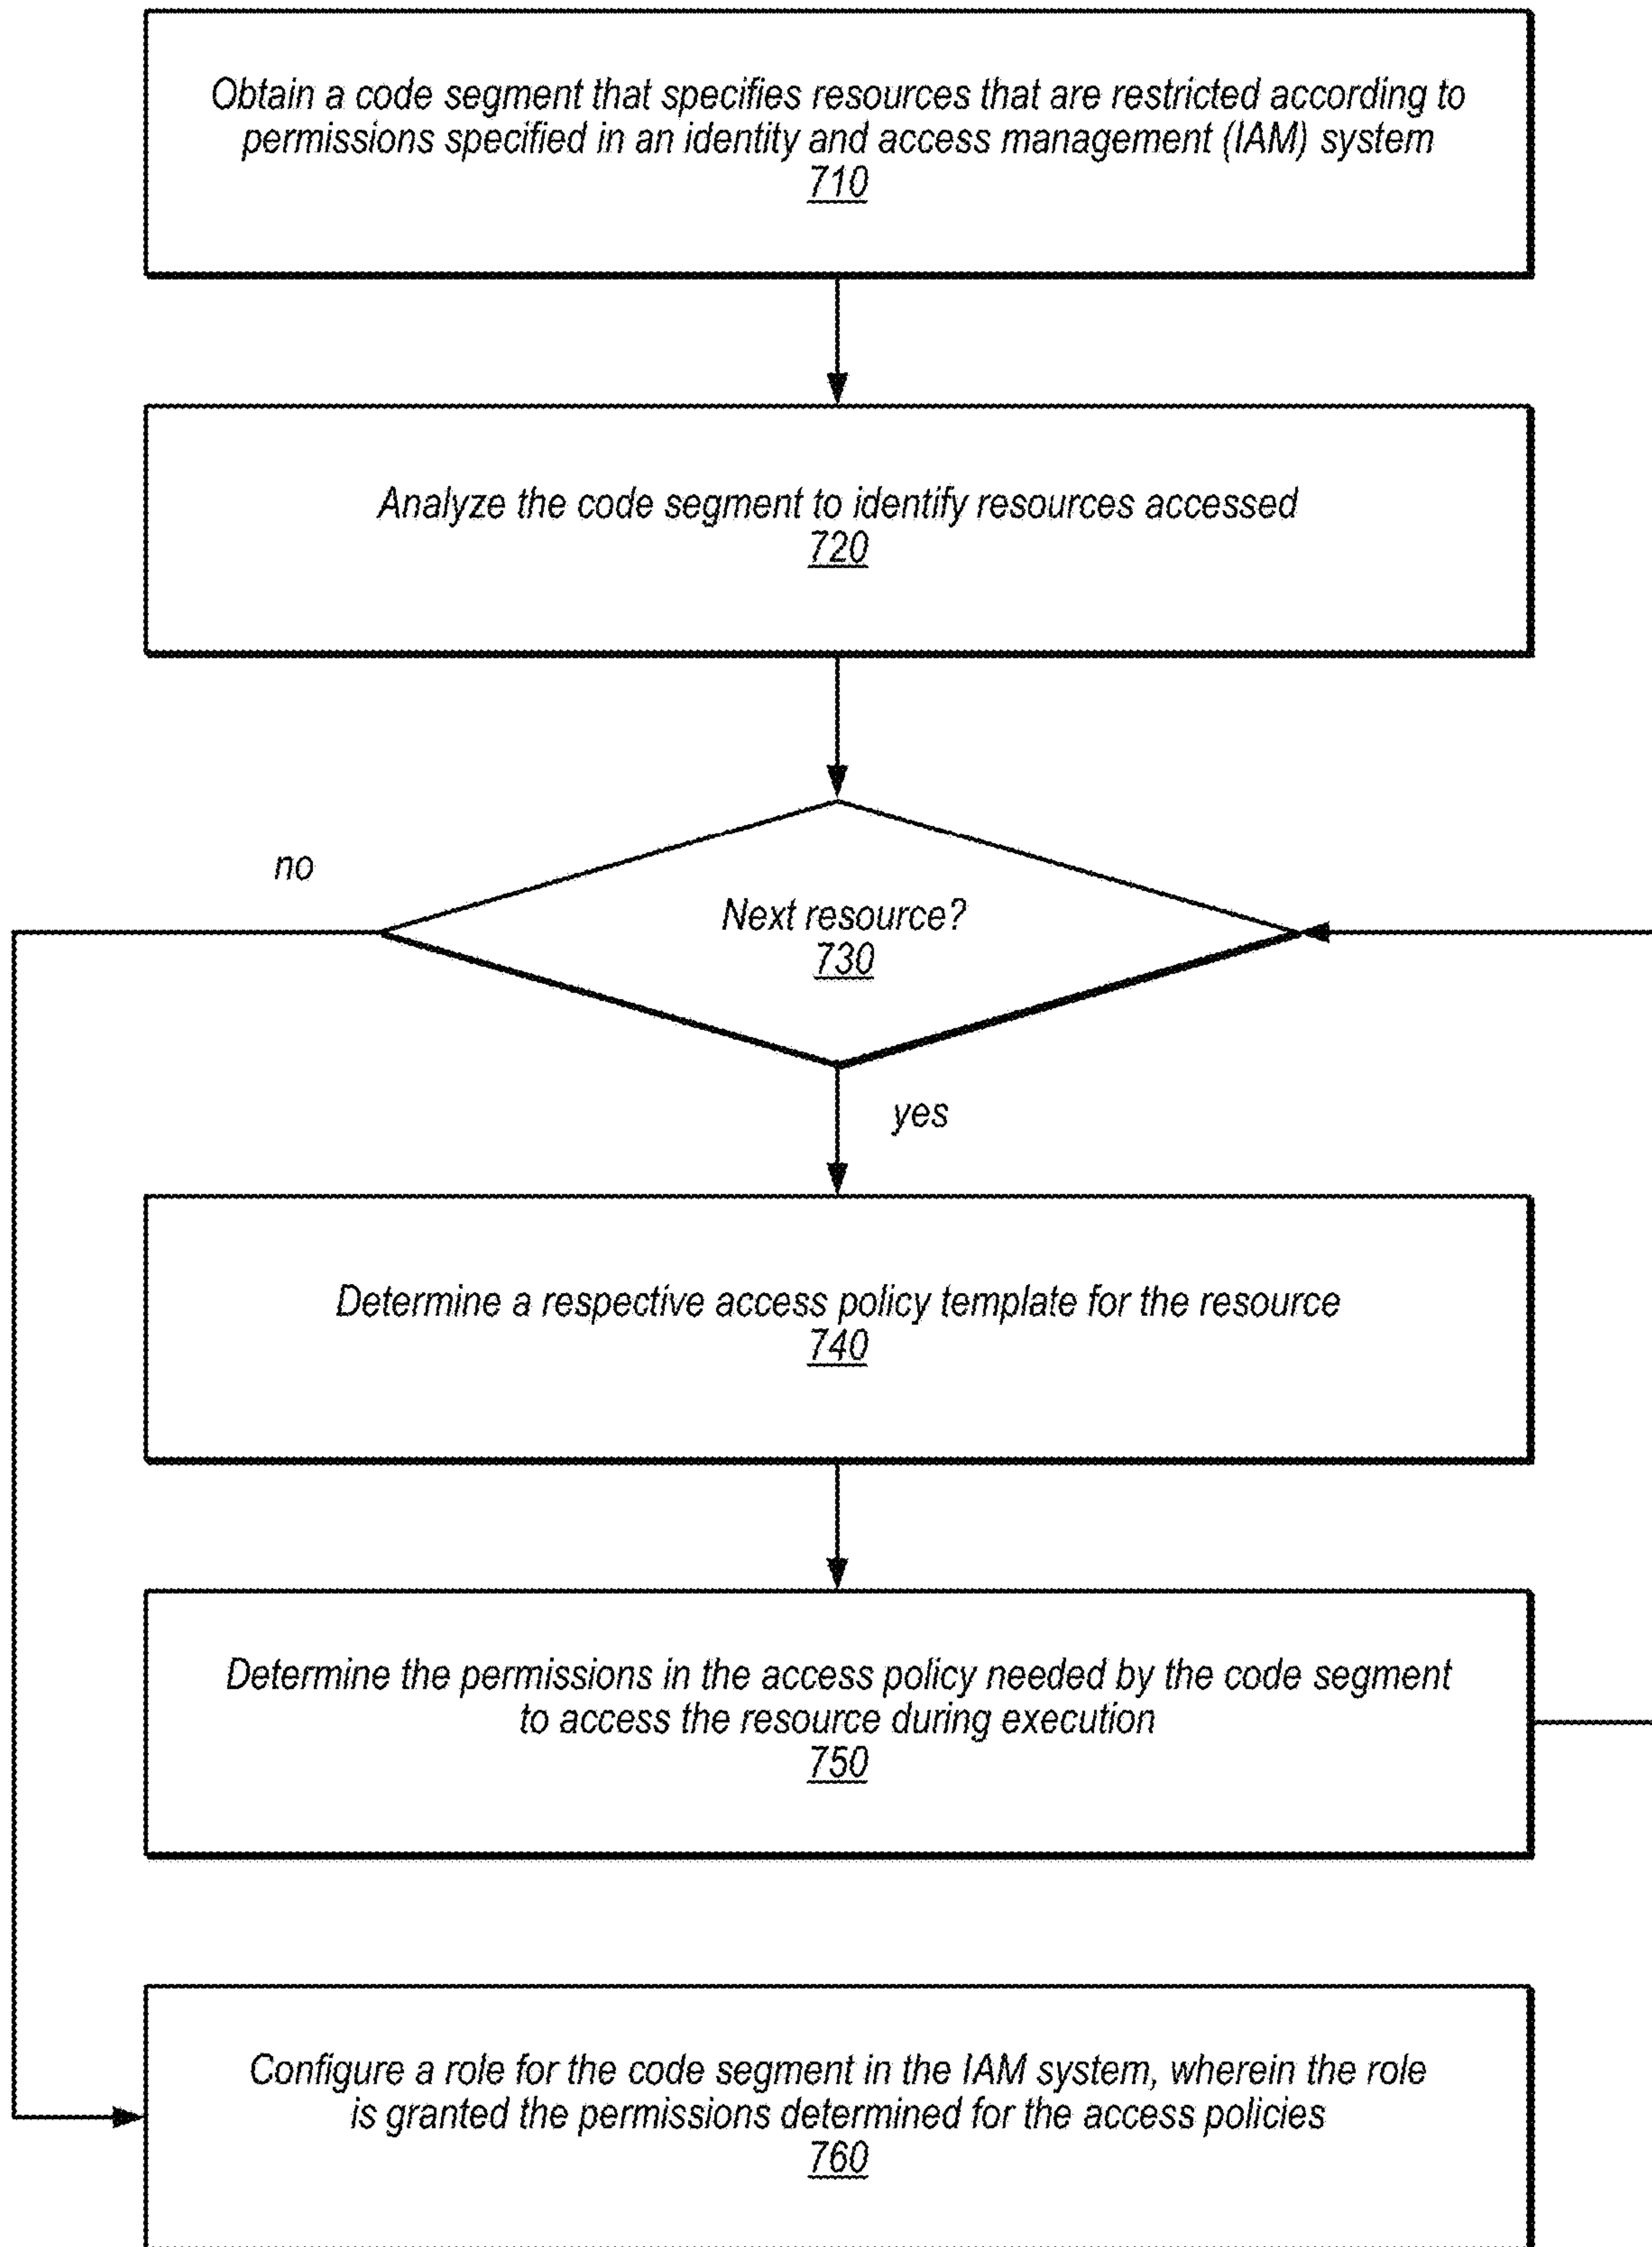 Obtain a code segment that specifies resources that are restricted according to
permissions specified in an identity and access management (IAM) system
710
Analyze the code segment to identify resources accessed
720
no
Next resource?
730
yes
Determine a respective access policy template for the resource
740
Determine the permissions in the access policy needed by the code segment
to access the resource during execution
750
Configure a role for the code segment in the IAM system, wherein the role
is granted the permissions determined for the access policies
760